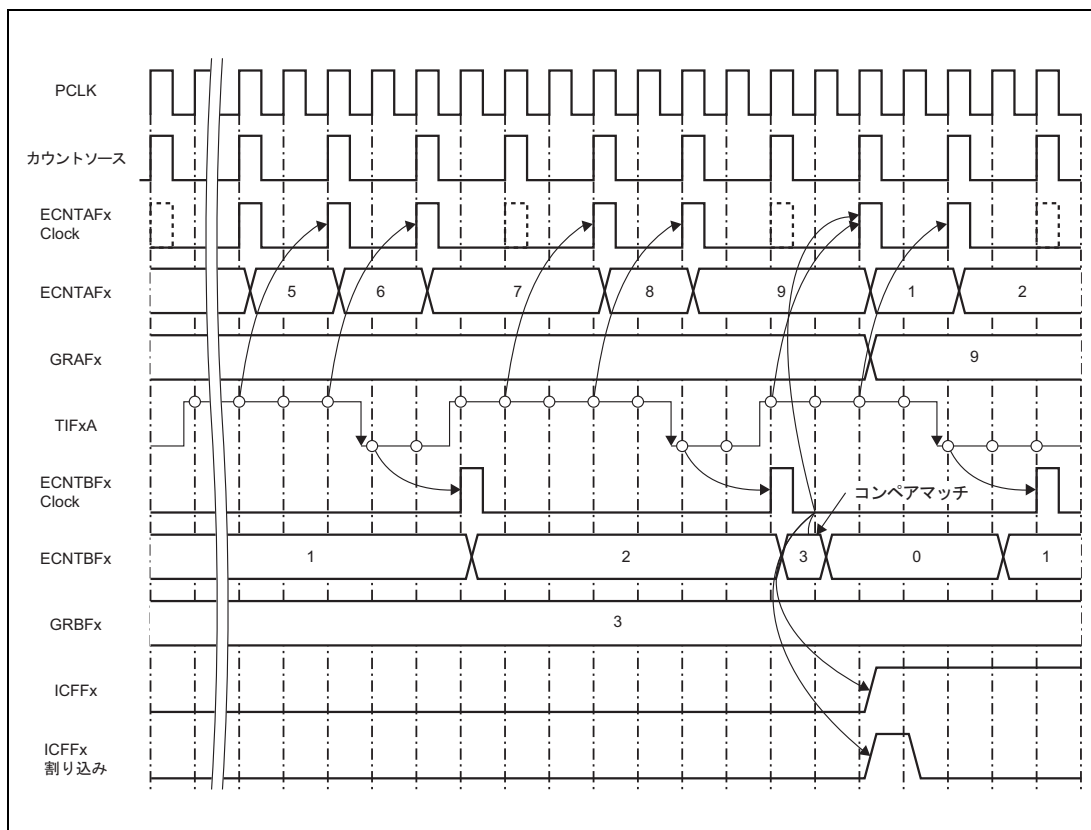 PCLK
カウントソース
ECNTAFx
Clock
ECNTAFx
5 6 7 8 9 1 2
GRAFx
9
TIFxA
ECNTBFx
Clock
コンペアマッチ
ECNTBFx
1 2 3 0 1
GRBFx
3
ICFFx
ICFFx
割り込み